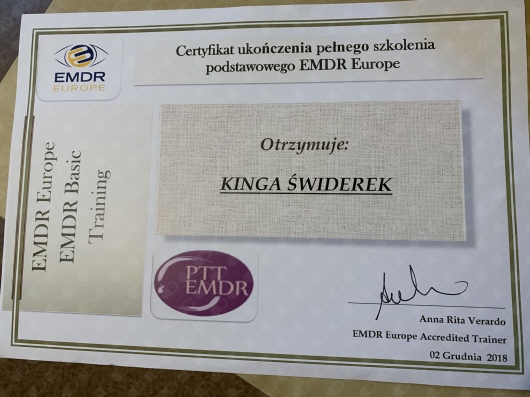 EMDR
EUROPE
Certyfikat ukończenia pełnego szkolenia
podstawowego EMDR Europe
EMDR Europe
EMDR Basic
Training
Otrzymuje:
KINGA ŚWIDEREK
PTT
EMDR
Anna Rita Verardo
EMDR Europe Accredited Trainer
02 Grudnia 2018